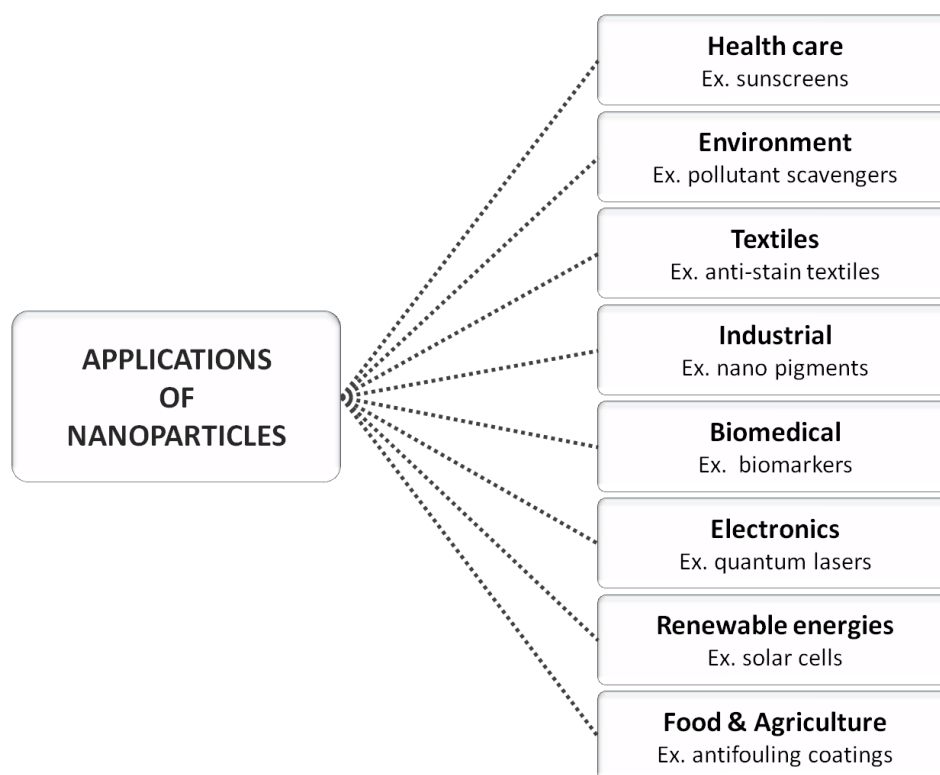 APPLICATIONS
OF
NANOPARTICLES
Health care
Ex. sunscreens
Environment
Ex. pollutant scavengers
Textiles
Ex. anti-stain textiles
Industrial
Ex. nano pigments
Biomedical
Ex. biomarkers
Electronics
Ex. quantum lasers
Renewable energies
Ex. solar cells
Food & Agriculture
Ex. antifouling coatings